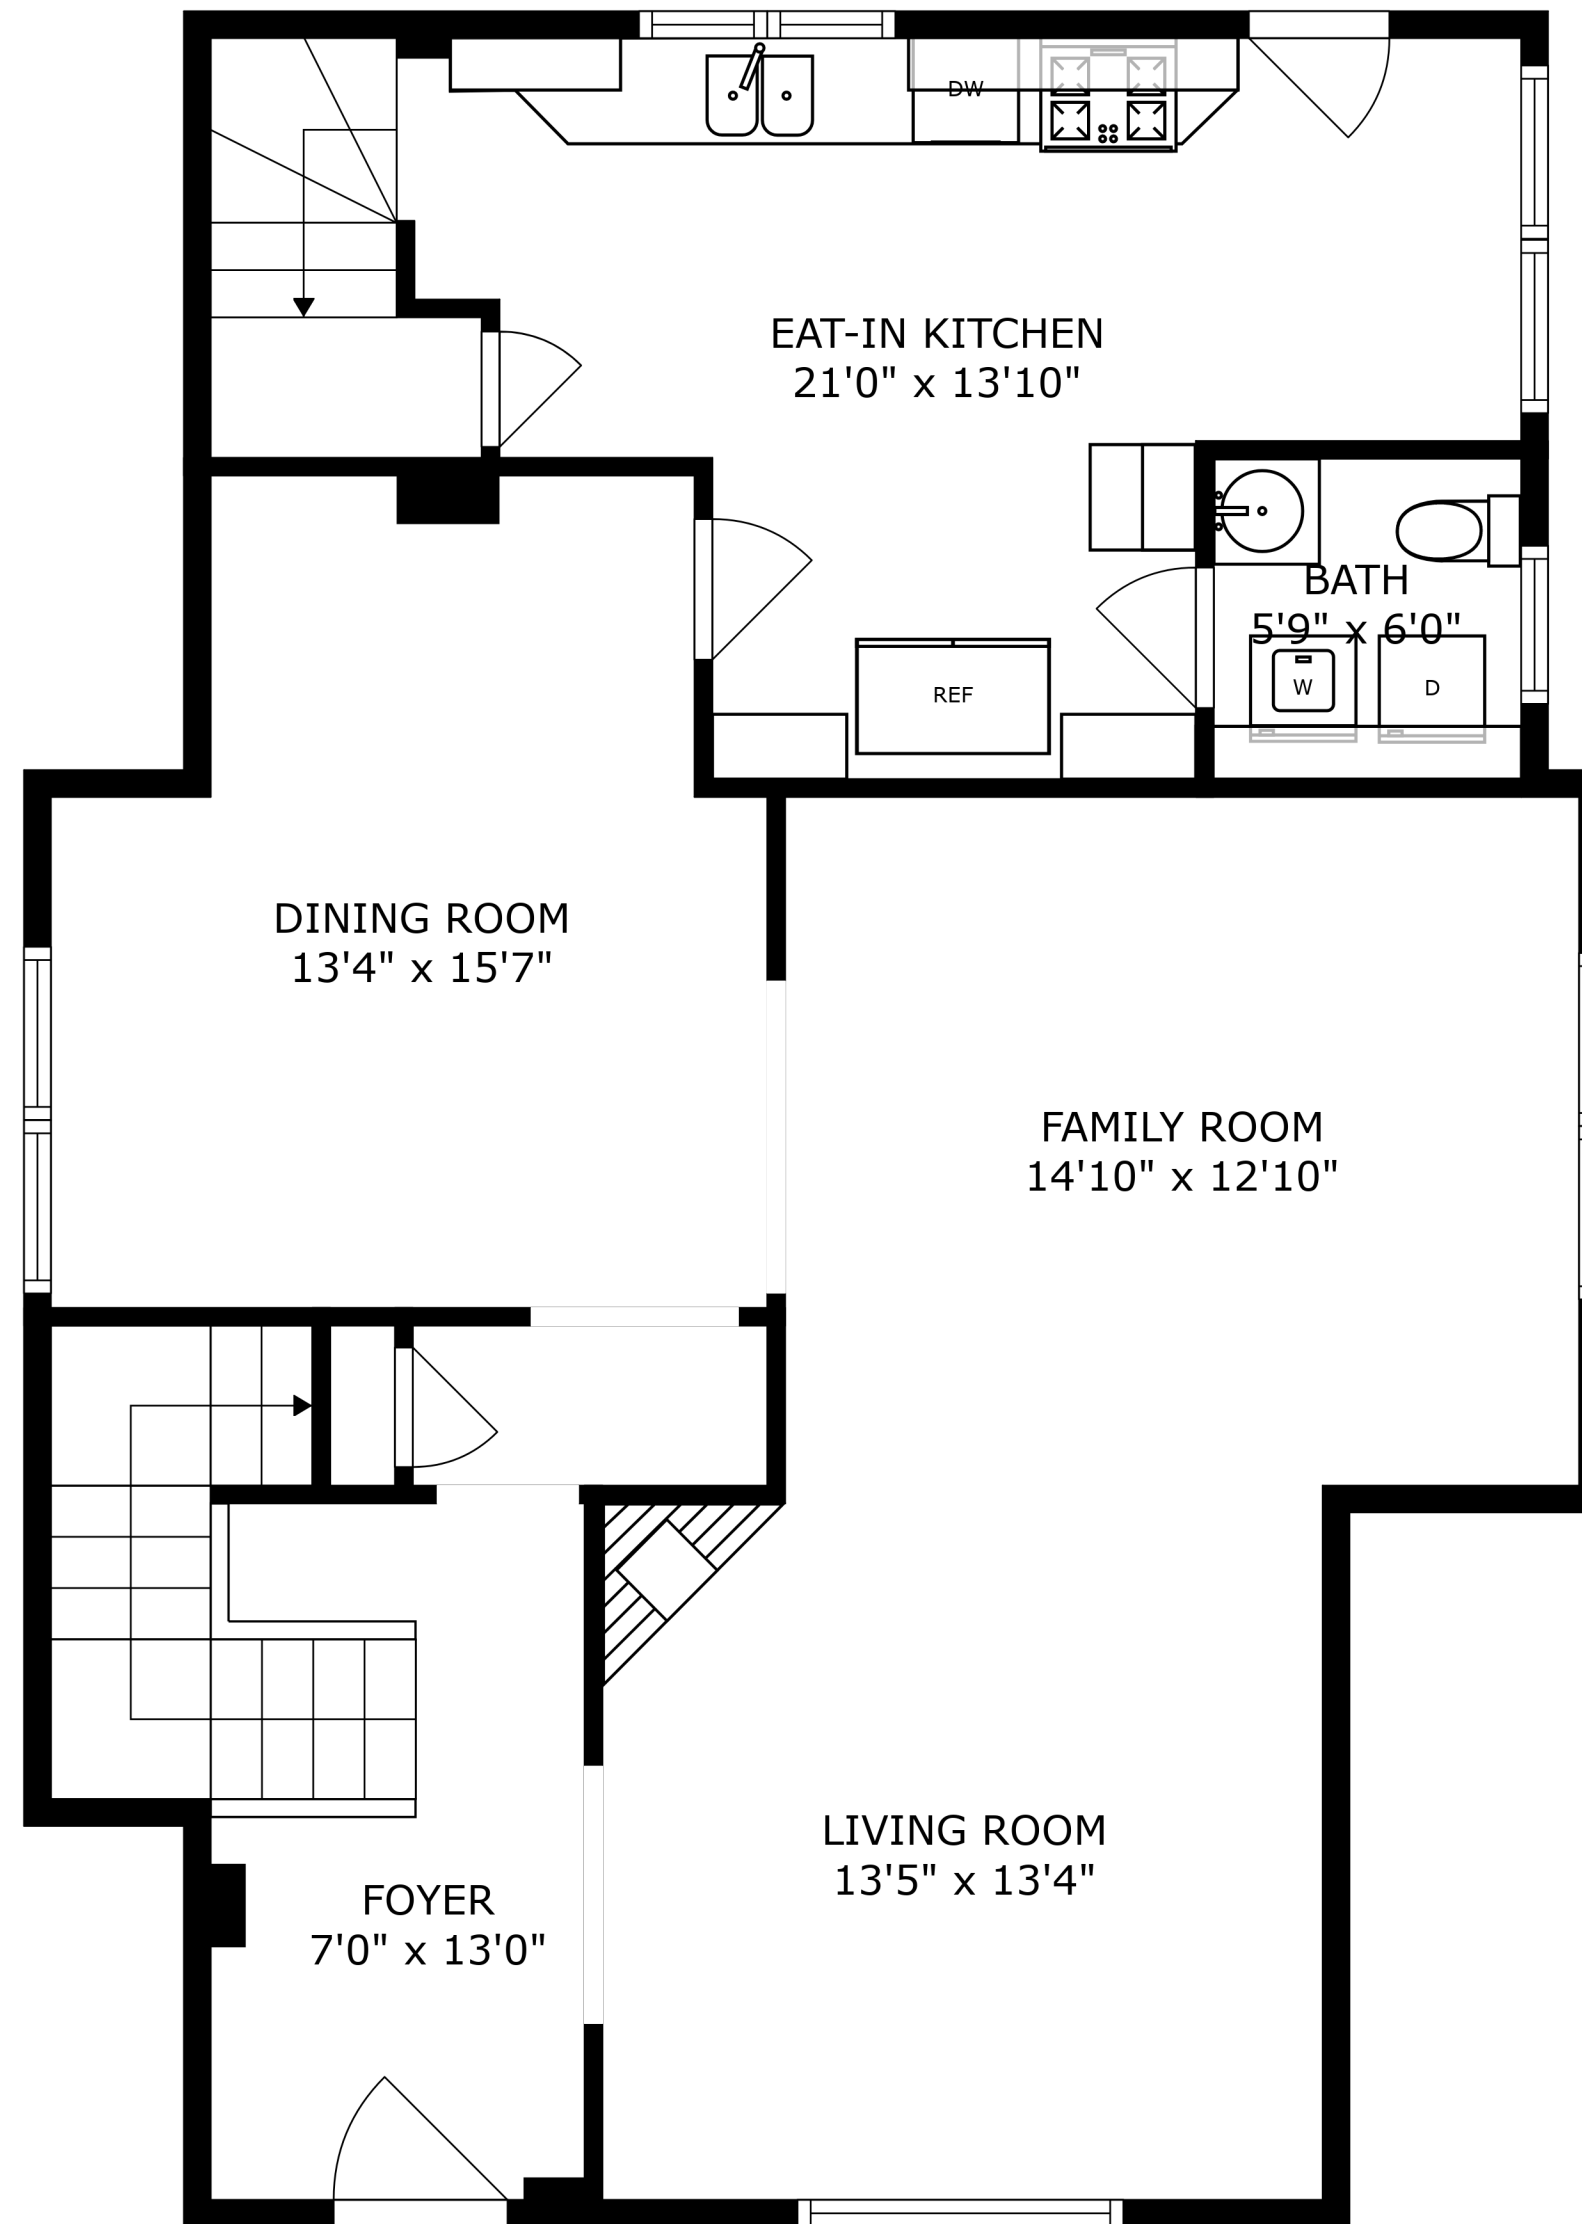 DW
EAT-IN KITCHEN
21'0" x 13'10"
BATH
5'9" x 6'0"
REF
W
D
DINING ROOM
13'4" x 15'7"
FAMILY ROOM
14'10" x 12'10"
LIVING ROOM
13'5" x 13'4"
FOYER
7'0" x 13'0"